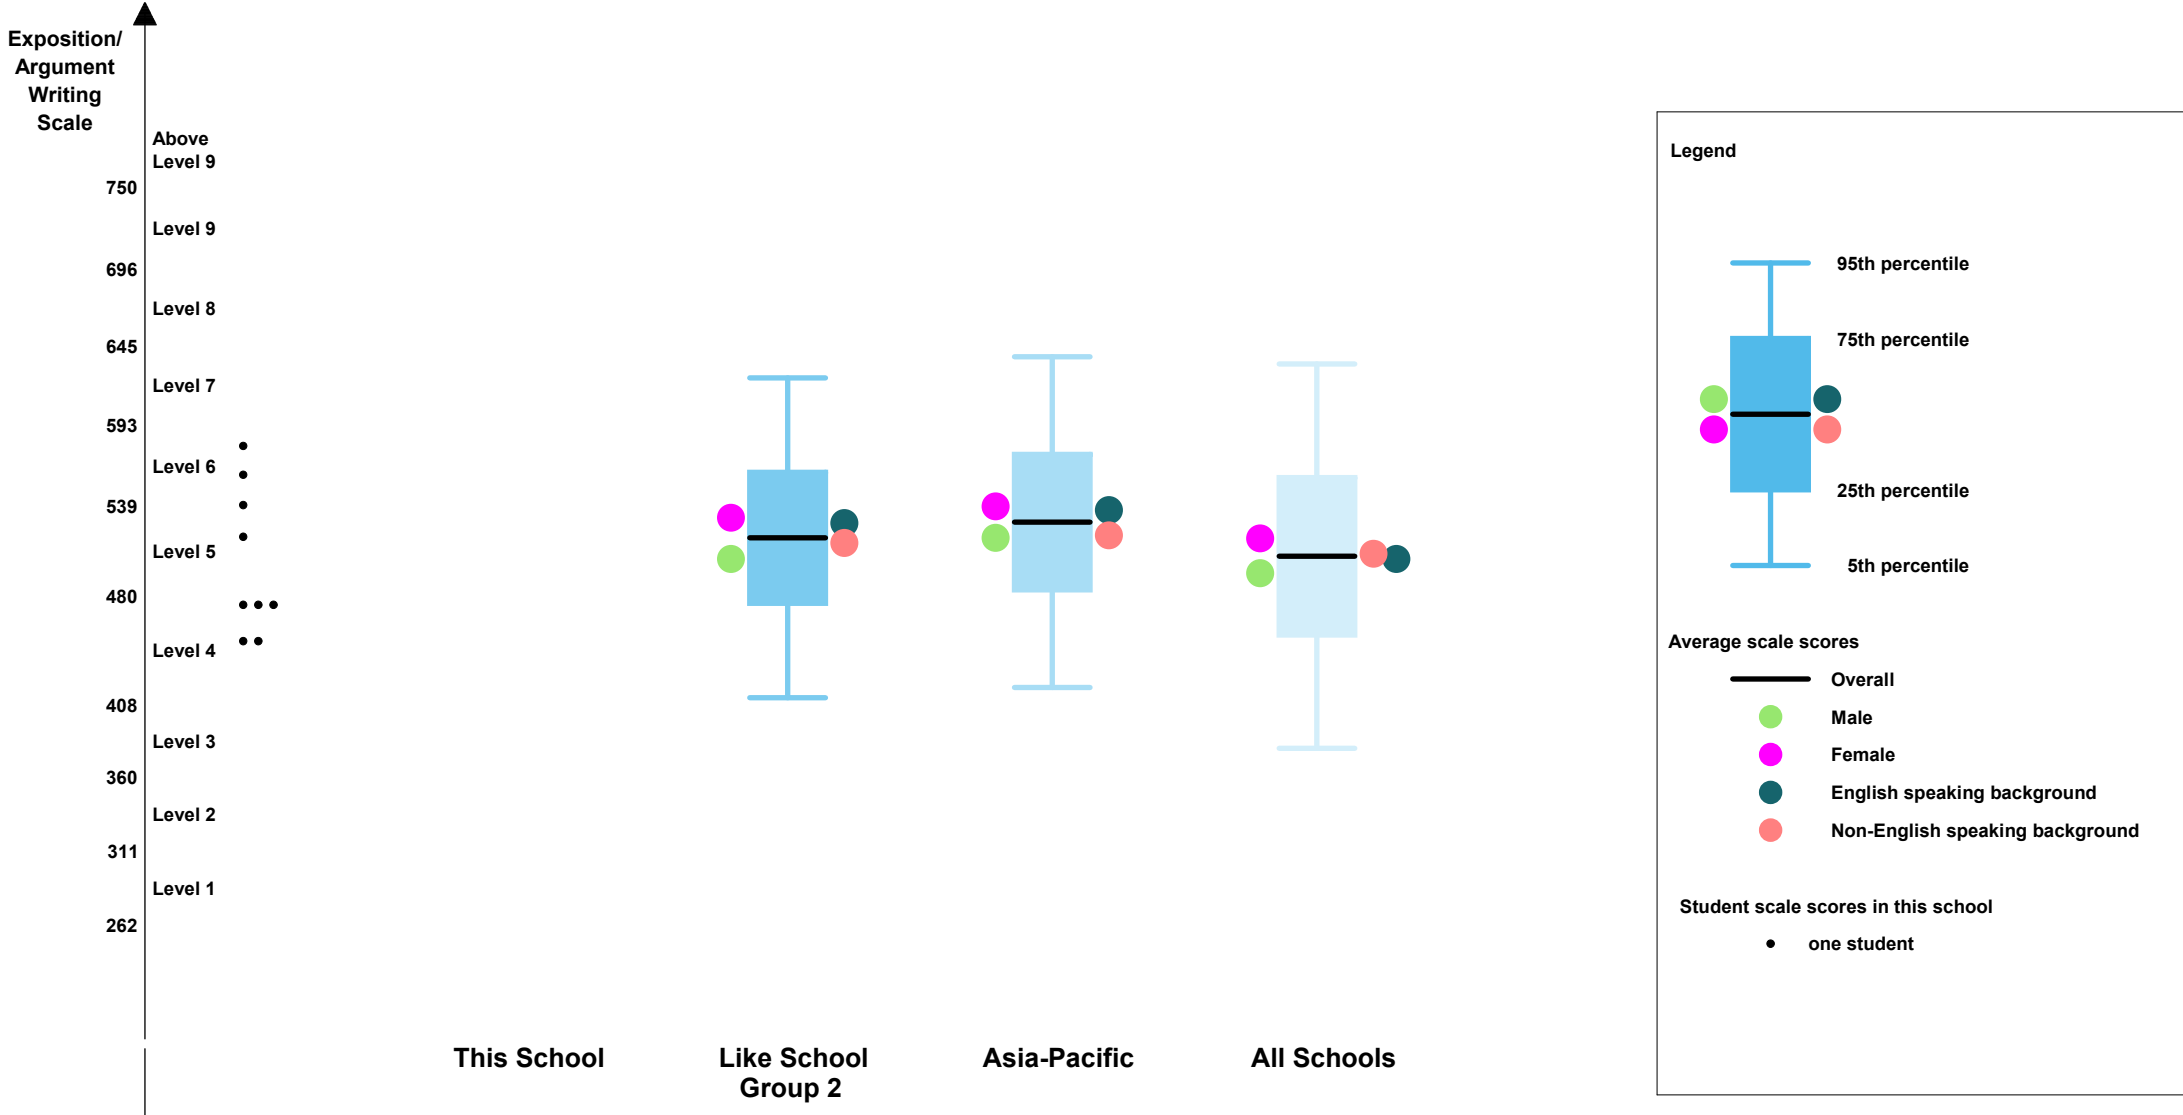 Exposition/
Argument
Writing
Scale
Above
Level 9
750
Level 9
696
Level 8
645
Level 7
593
Level 6
539
Level 5
480
Level 4
408
Level 3
360
Level 2
311
Level 1
262
This School
Like School
Group 2
Asia-Pacific
All Schools
Legend
95th percentile
75th percentile
25th percentile
5th percentile
Average scale scores
Overall
Male
Female
English speaking background
Non-English speaking background
Student scale scores in this school
one student